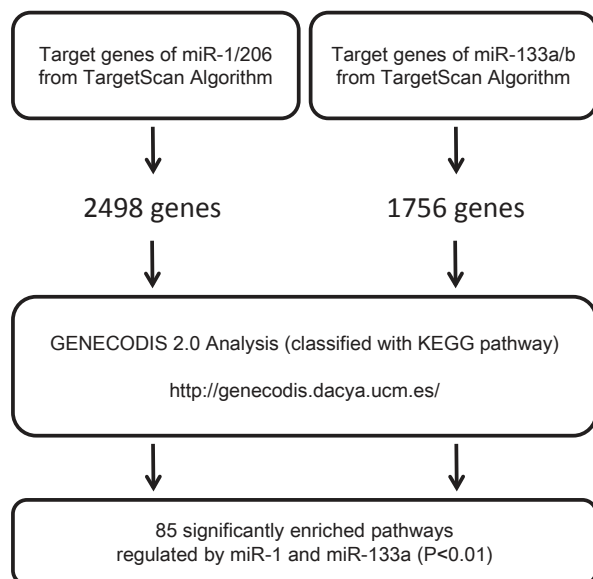 Target genes of miR-1/206
from TargetScan Algorithm
Target genes of miR-133a/b
from TargetScan Algorithm
2498 genes
1756 genes
GENECODIS 2.0 Analysis (classified with KEGG pathway)
http://genecodis.dacya.ucm.es/
85 significantly enriched pathways
regulated by miR-1 and miR-133a (P<0.01)